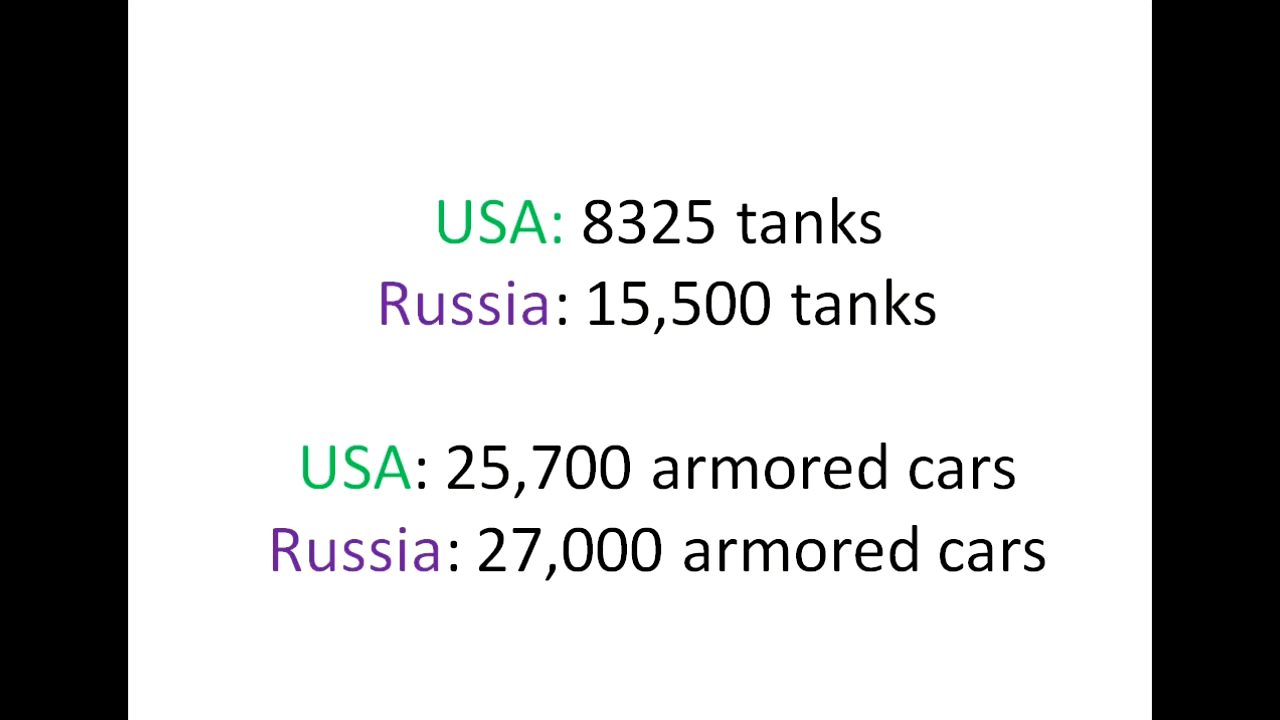 USA: 8325 tanks
Russia: 15,500 tanks
USA: 25,700 armored cars
Russia: 27,000 armored cars